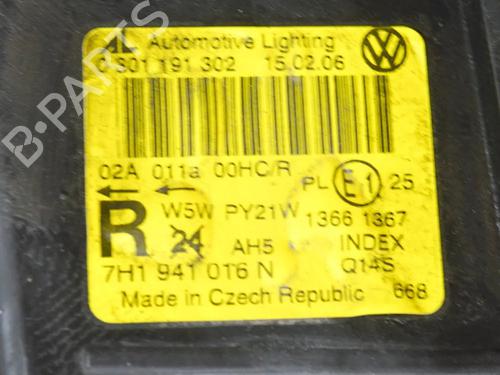 AL Automotive Lighting
301 191 302 15.02.06
02A 011a 00HC/R
PL E1 25
W5W PY21W 1366 1367
R 24 AH5 INDEX
7H1 941 016 N Q14S
Made in Czech Republic 668
B-PARTS